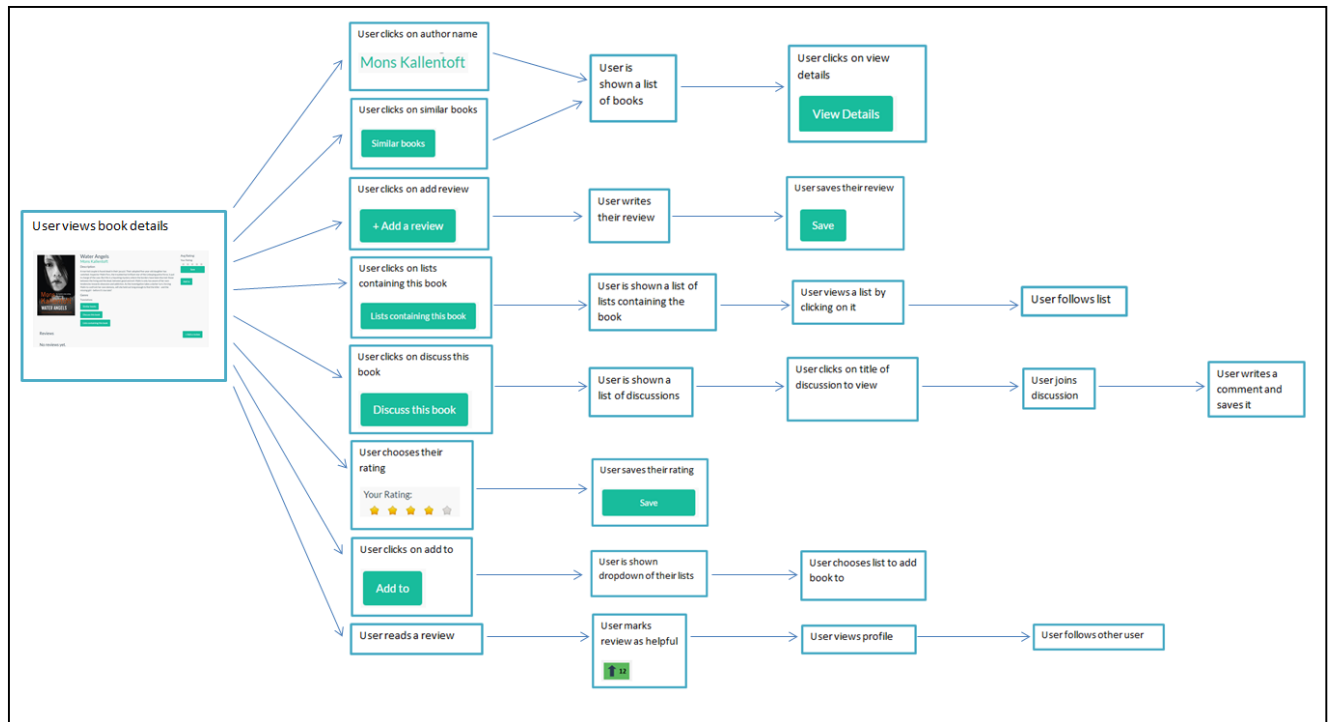 User clicks on author name
Mons Kallentoft
User is
shown a list
of books
User clicks on view
details
View Details
User clicks on similar books
Similar books
User clicks on add review
+ Add a review
User writes
their review
User saves their review
Save
User views book details
Water Angels
Mons Kallentoft
WATER ANGELS
Reviews
No reviews yet
User clicks on lists
containing this book
Lists containing this book
User is shown a list of
lists containing the
book
User views a list by
clicking on it
User follows list
User clicks on discuss this
book
Discuss this book
User is shown a
list of discussions
User clicks on title of
discussion to view
User joins
discussion
User writes a
comment and
saves it
User chooses their
rating
Your Rating:
User saves their rating
Save
User clicks on add to
Add to
User is shown
dropdown of their lists
User chooses list to add
book to
User reads a review
User marks
review as helpful
12
User views profile
User follows other user